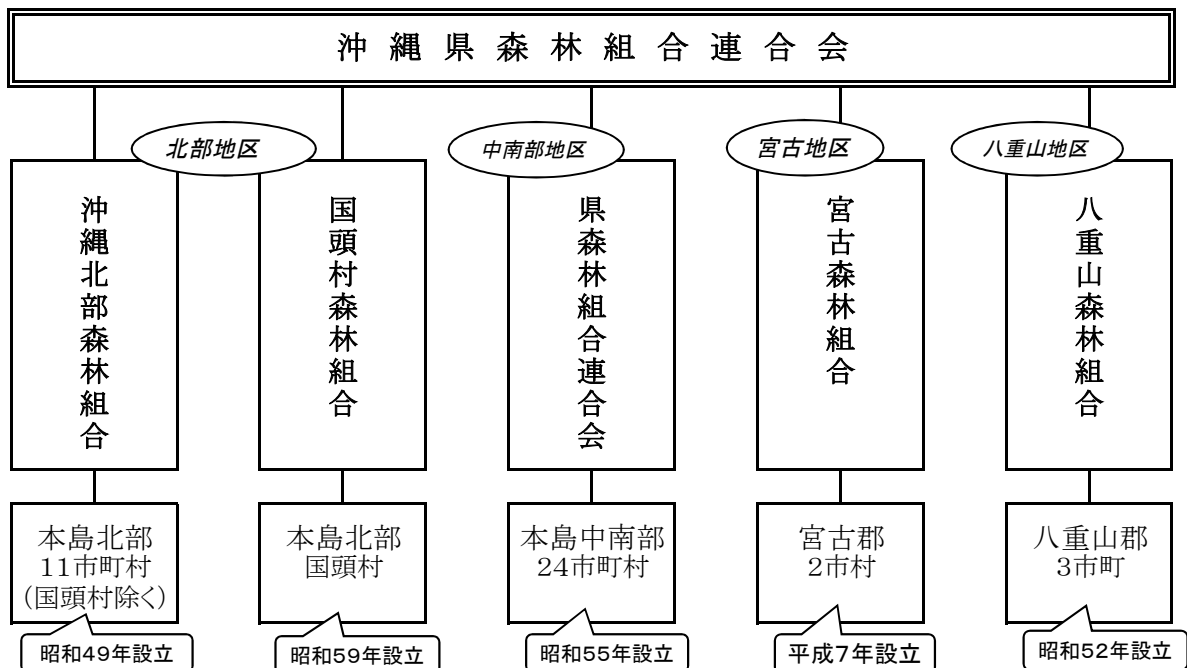 沖縄県森林組合連合会
北部地区
中南部地区
宮古地区
八重山地区
沖縄北部森林組合
国頭村森林組合
県森林組合連合会
宮古森林組合
八重山森林組合
本島北部
11市町村
(国頭村除く)
本島北部
国頭村
本島中南部
24市町村
宮古郡
2市村
八重山郡
3市町
昭和49年設立
昭和59年設立
昭和55年設立
平成7年設立
昭和52年設立